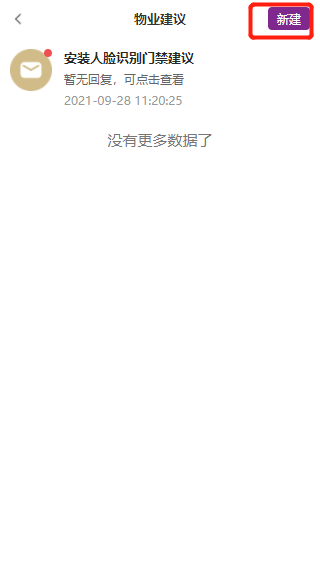 物业建议
新建
安装人脸识别门禁建议
暂无回复，可点击查看
2021-09-28 11:20:25
没有更多数据了